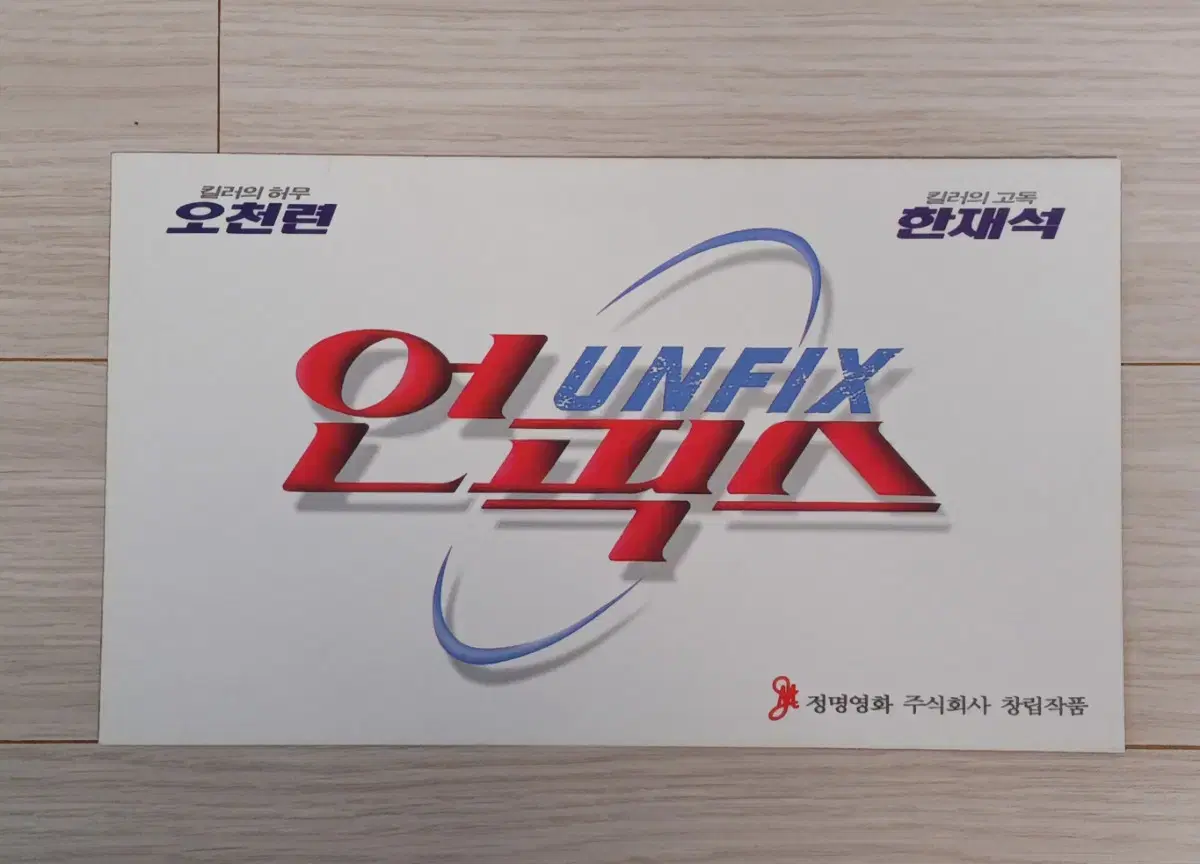 킬러의 허무
오천련
킬러의 고독
한재석
UNFIX
언픽스
정명영화 주식회사 창립작품